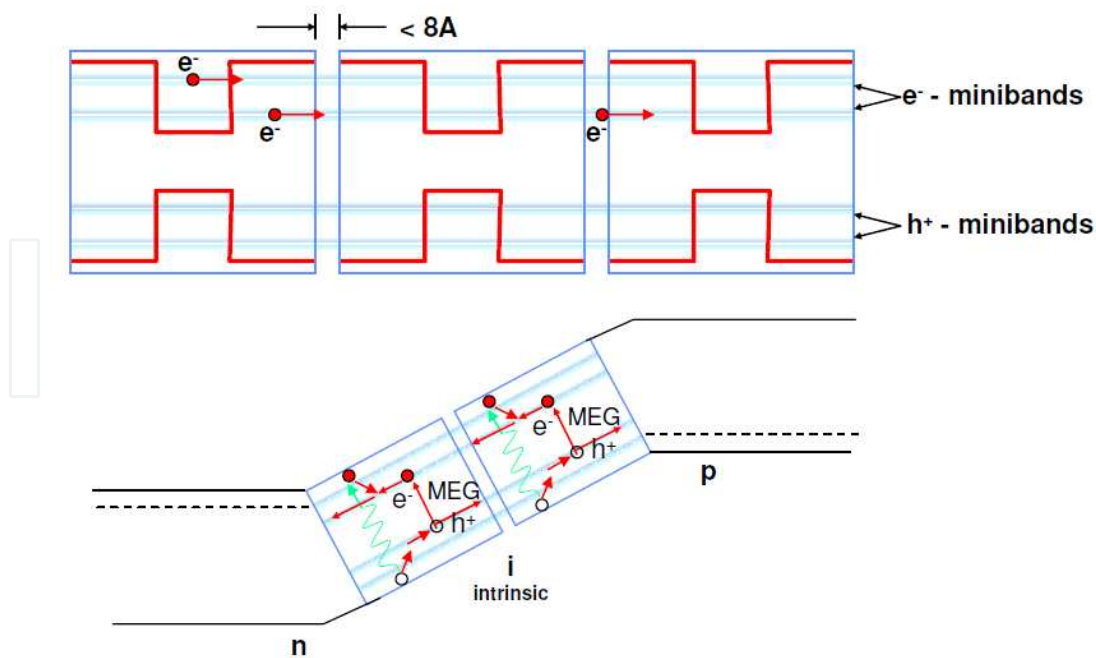 < 8A
e-
e- - minibands
e-
e-
h+ - minibands
MEG
e-
h+
MEG
e-
h+
p
i
intrinsic
n